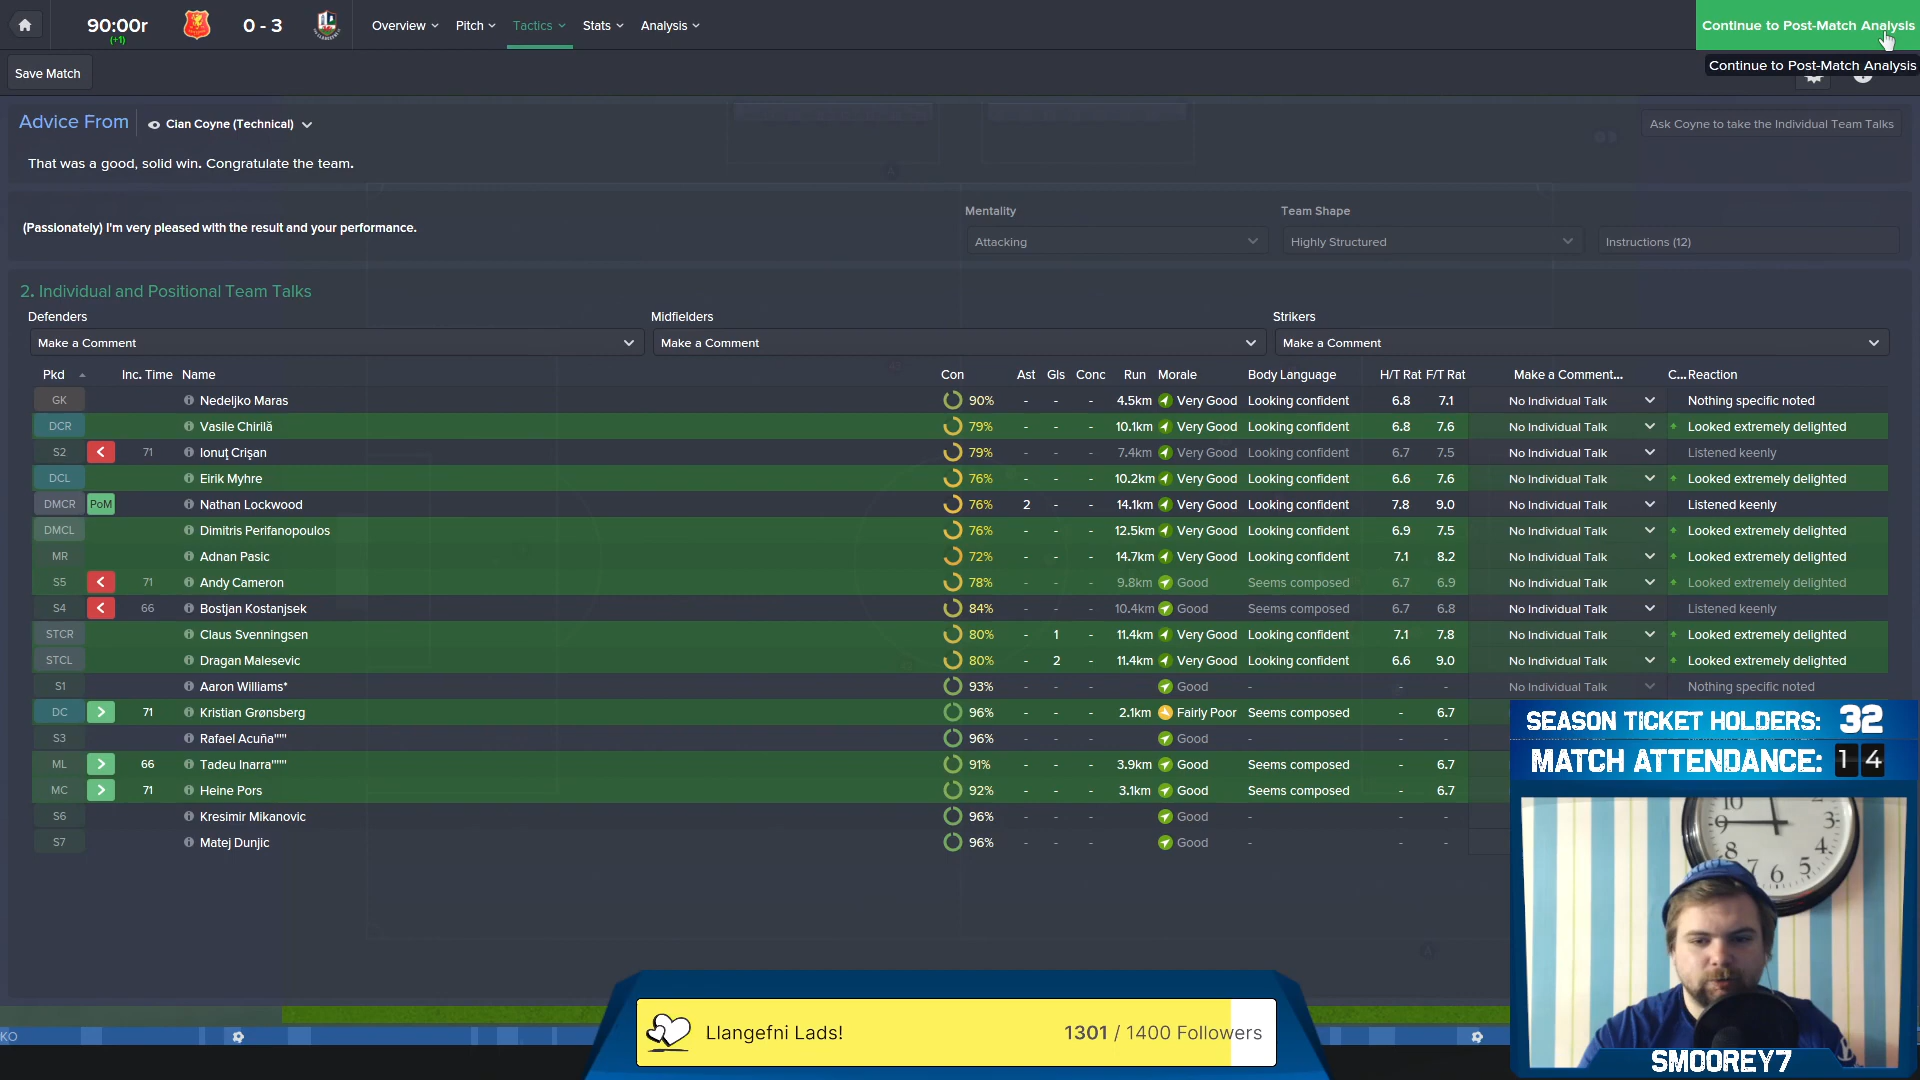 90:00r
(+1)
0 - 3
Overview
Pitch
Tactics
Stats
Analysis
Continue to Post-Match Analysis
Save Match
Continue to Post-Match Analysis
Advice From
Cian Coyne (Technical)
Ask Coyne to take the Individual Team Talks
That was a good, solid win. Congratulate the team.
Mentality
Team Shape
(Passionately) I'm very pleased with the result and your performance.
Attacking
Highly Structured
Instructions (12)
2. Individual and Positional Team Talks
Defenders
Midfielders
Strikers
Make a Comment
Make a Comment
Make a Comment
Pkd Inc. Time Name Con Ast Gls Conc Run Morale Body Language H/T Rat F/T Rat Make a Comment... C... Reaction
GK Nedeljko Maras 90% - - - 4.5km Very Good Looking confident 6.8 7.1 No Individual Talk Nothing specific noted
DCR Vasile Chirilă 79% - - - 10.1km Very Good Looking confident 6.8 7.6 No Individual Talk Looked extremely delighted
S2 71 Ionuţ Crişan 79% - - - 7.4km Very Good Looking confident 6.7 7.5 No Individual Talk Listened keenly
DCL Eirik Myhre 76% - - - 10.2km Very Good Looking confident 6.6 7.6 No Individual Talk Looked extremely delighted
DMCR PoM Nathan Lockwood 76% 2 - - 14.1km Very Good Looking confident 7.8 9.0 No Individual Talk Listened keenly
DMCL Dimitris Perifanopoulos 76% - - - 12.5km Very Good Looking confident 6.9 7.5 No Individual Talk Looked extremely delighted
MR Adnan Pasic 72% - - - 14.7km Very Good Looking confident 7.1 8.2 No Individual Talk Looked extremely delighted
S5 71 Andy Cameron 78% - - - 9.8km Good Seems composed 6.7 6.9 No Individual Talk Looked extremely delighted
S4 66 Bostjan Kostanjsek 84% - - - 10.4km Good Seems composed 6.7 6.8 No Individual Talk Listened keenly
STCR Claus Svenningsen 80% - 1 - 11.4km Very Good Looking confident 7.1 7.8 No Individual Talk Looked extremely delighted
STCL Dragan Malesevic 80% - 2 - 11.4km Very Good Looking confident 6.6 9.0 No Individual Talk Looked extremely delighted
S1 Aaron Williams* 93% - - - Good - - - No Individual Talk Nothing specific noted
DC 71 Kristian Grønsberg 96% - - - 2.1km Fairly Poor Seems composed - 6.7
S3 Rafael Acuña""" 96% - - - Good - - -
ML 66 Tadeu Inarra""" 91% - - - 3.9km Good Seems composed - 6.7
MC 71 Heine Pors 92% - - - 3.1km Good Seems composed - 6.7
S6 Kresimir Mikanovic 96% - - - Good - - -
S7 Matej Dunjic 96% - - - Good - - -
SEASON TICKET HOLDERS: 32
MATCH ATTENDANCE: 14
10
9
8
7
6
5
4
3
KO
Llangefni Lads!
1301 / 1400 Followers
SMOOREY7